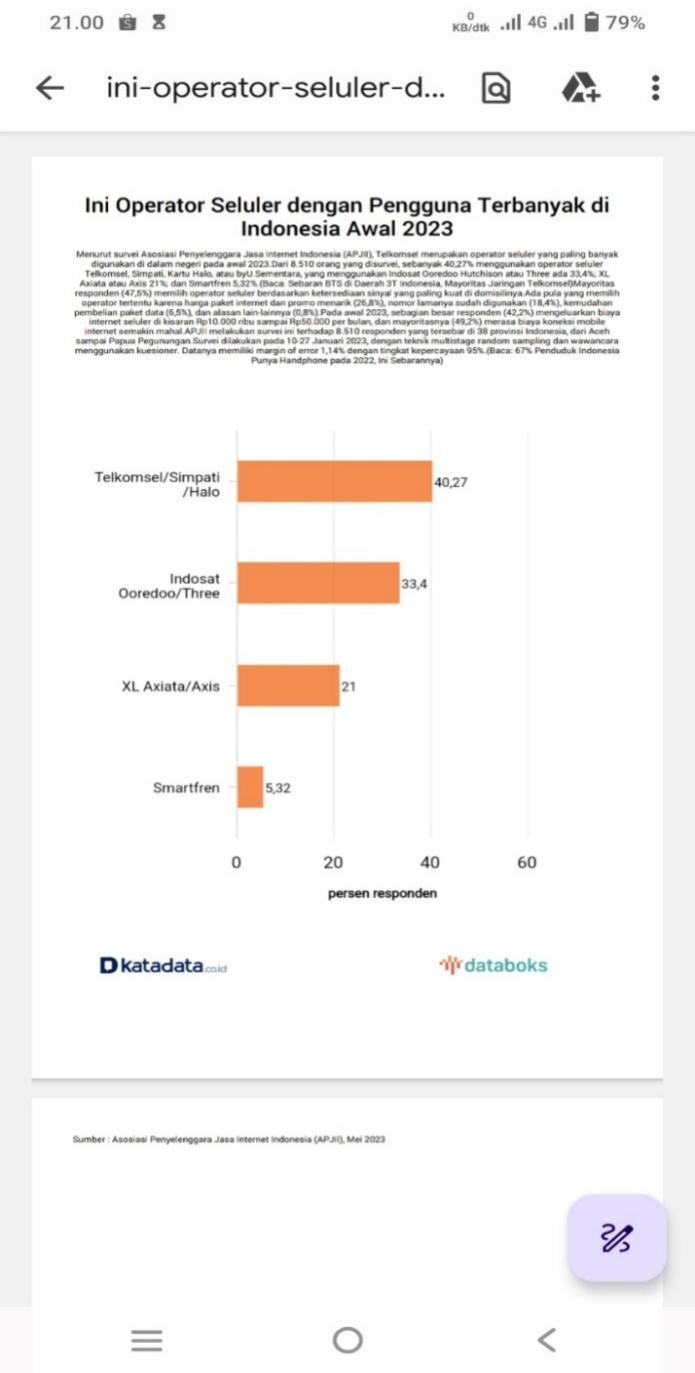 21.00
0
KB/dtk
4G
79%
ini-operator-seluler-d...
Ini Operator Seluler dengan Pengguna Terbanyak di
Indonesia Awal 2023
Menurut survei Asosiasi Penyelenggara Jasa Internet Indonesia (APJII), Telkomsel merupakan operator seluler yang paling banyak
digunakan di dalam negeri pada awal 2023.Dari 8.510 orang yang disurvei, sebanyak 40,27% menggunakan operator seluler
Telkomsel, Simpati, Kartu Halo, atau byU.Sementara, yang menggunakan Indosat Ooredoo Hutchison atau Three ada 33,4%; XL
Axiata atau Axis 21%; dan Smartfren 5,32%.(Baca: Sebaran BTS di Daerah 3T Indonesia, Mayoritas Jaringan Telkomsel)Mayoritas
responden (47,5%) memilih operator seluler berdasarkan ketersediaan sinyal yang paling kuat di domisilinya.Ada pula yang memilih
operator tertentu karena harga paket internet dan promo menarik (26,8%), nomor lamanya sudah digunakan (18,4%), kemudahan
pembelian paket data (6,5%), dan alasan lain-lainnya (0,8%).Pada awal 2023, sebagian besar responden (42,2%) mengeluarkan biaya
internet seluler di kisaran Rp10.000 ribu sampai Rp50.000 per bulan, dan mayoritasnya (49,2%) merasa biaya koneksi mobile
internet semakin mahal.APJII melakukan survei ini terhadap 8.510 responden yang tersebar di 38 provinsi Indonesia, dari Aceh
sampai Papua Pegunungan.Survei dilakukan pada 10-27 Januari 2023, dengan teknik multistage random sampling dan wawancara
menggunakan kuesioner. Datanya memiliki margin of error 1,14% dengan tingkat kepercayaan 95%.(Baca: 67% Penduduk Indonesia
Punya Handphone pada 2022, Ini Sebarannya)
Telkomsel/Simpati
/Halo
40,27
Indosat
Ooredoo/Three
33,4
XL Axiata/Axis
21
Smartfren
5,32
0 20 40 60
persen responden
katadata.co.id
databoks
Sumber : Asosiasi Penyelenggara Jasa Internet Indonesia (APJII), Mei 2023